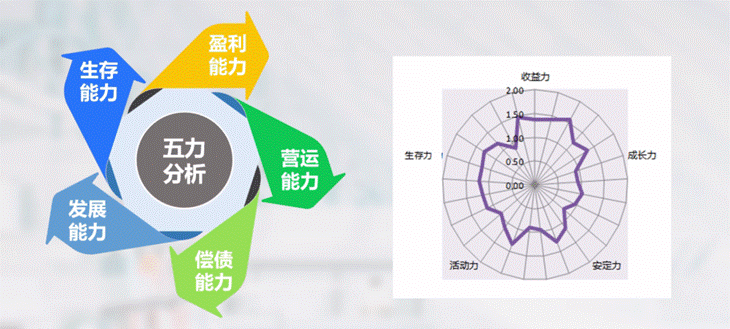 盈利
能力
生存
能力
五力
分析
营运
能力
发展
能力
偿债
能力
收益力
2.00
1.50
1.00
0.50
0.00
生存力
成长力
活动力
安定力